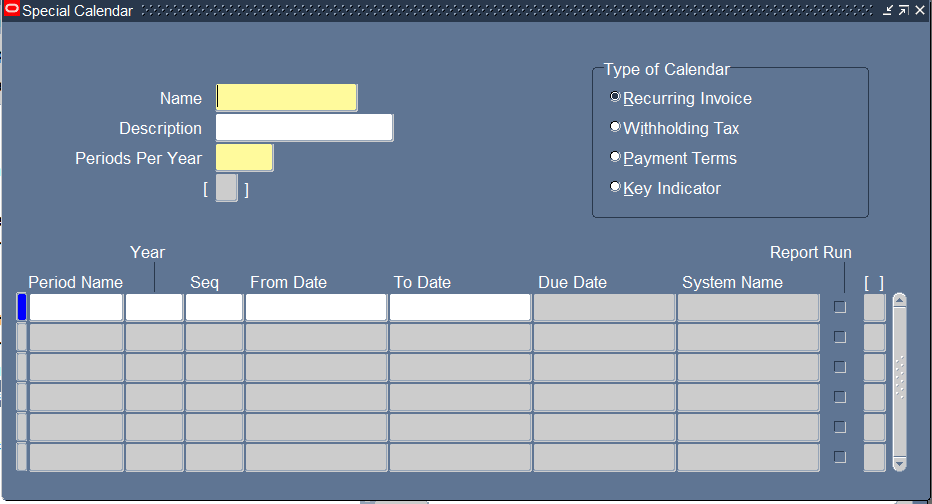 Special Calendar
Type of Calendar
Name
Recurring Invoice
Description
Withholding Tax
Periods Per Year
Payment Terms
[ ]
Key Indicator
Year
Report Run
Period Name Seq From Date To Date Due Date System Name [ ]